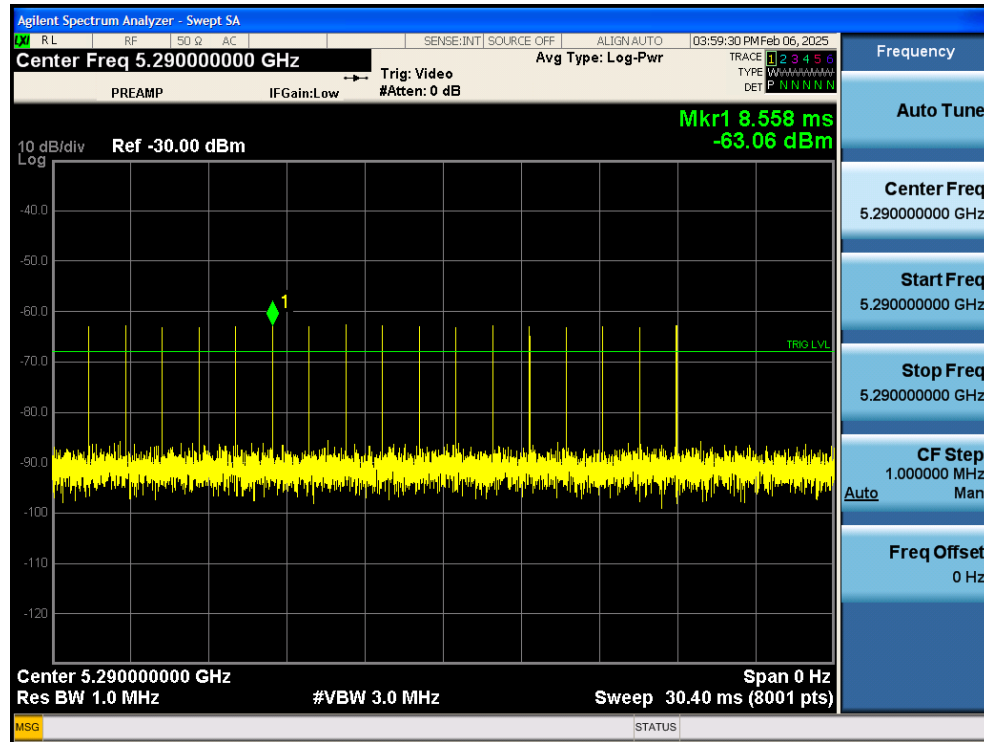 Agilent Spectrum Analyzer - Swept SA
LXI RL RF 50 Ω AC SENSE:INT SOURCE OFF ALIGN AUTO 03:59:30 PM Feb 06, 2025
Center Freq 5.290000000 GHz
PREAMP IFGain:Low
Trig: Video
#Atten: 0 dB
Avg Type: Log-Pwr
TRACE 1 2 3 4 5 6
TYPE W
DET P N N N N N
Mkr1 8.558 ms
-63.06 dBm
10 dB/div Ref -30.00 dBm
Log
-40.0
-50.0
-60.0
-70.0
-80.0
-90.0
-100
-110
-120
1
TRIG LVL
Center 5.290000000 GHz Span 0 Hz
Res BW 1.0 MHz #VBW 3.0 MHz Sweep 30.40 ms (8001 pts)
MSG STATUS
Frequency
Auto Tune
Center Freq
5.290000000 GHz
Start Freq
5.290000000 GHz
Stop Freq
5.290000000 GHz
CF Step
1.000000 MHz
Auto Man
Freq Offset
0 Hz